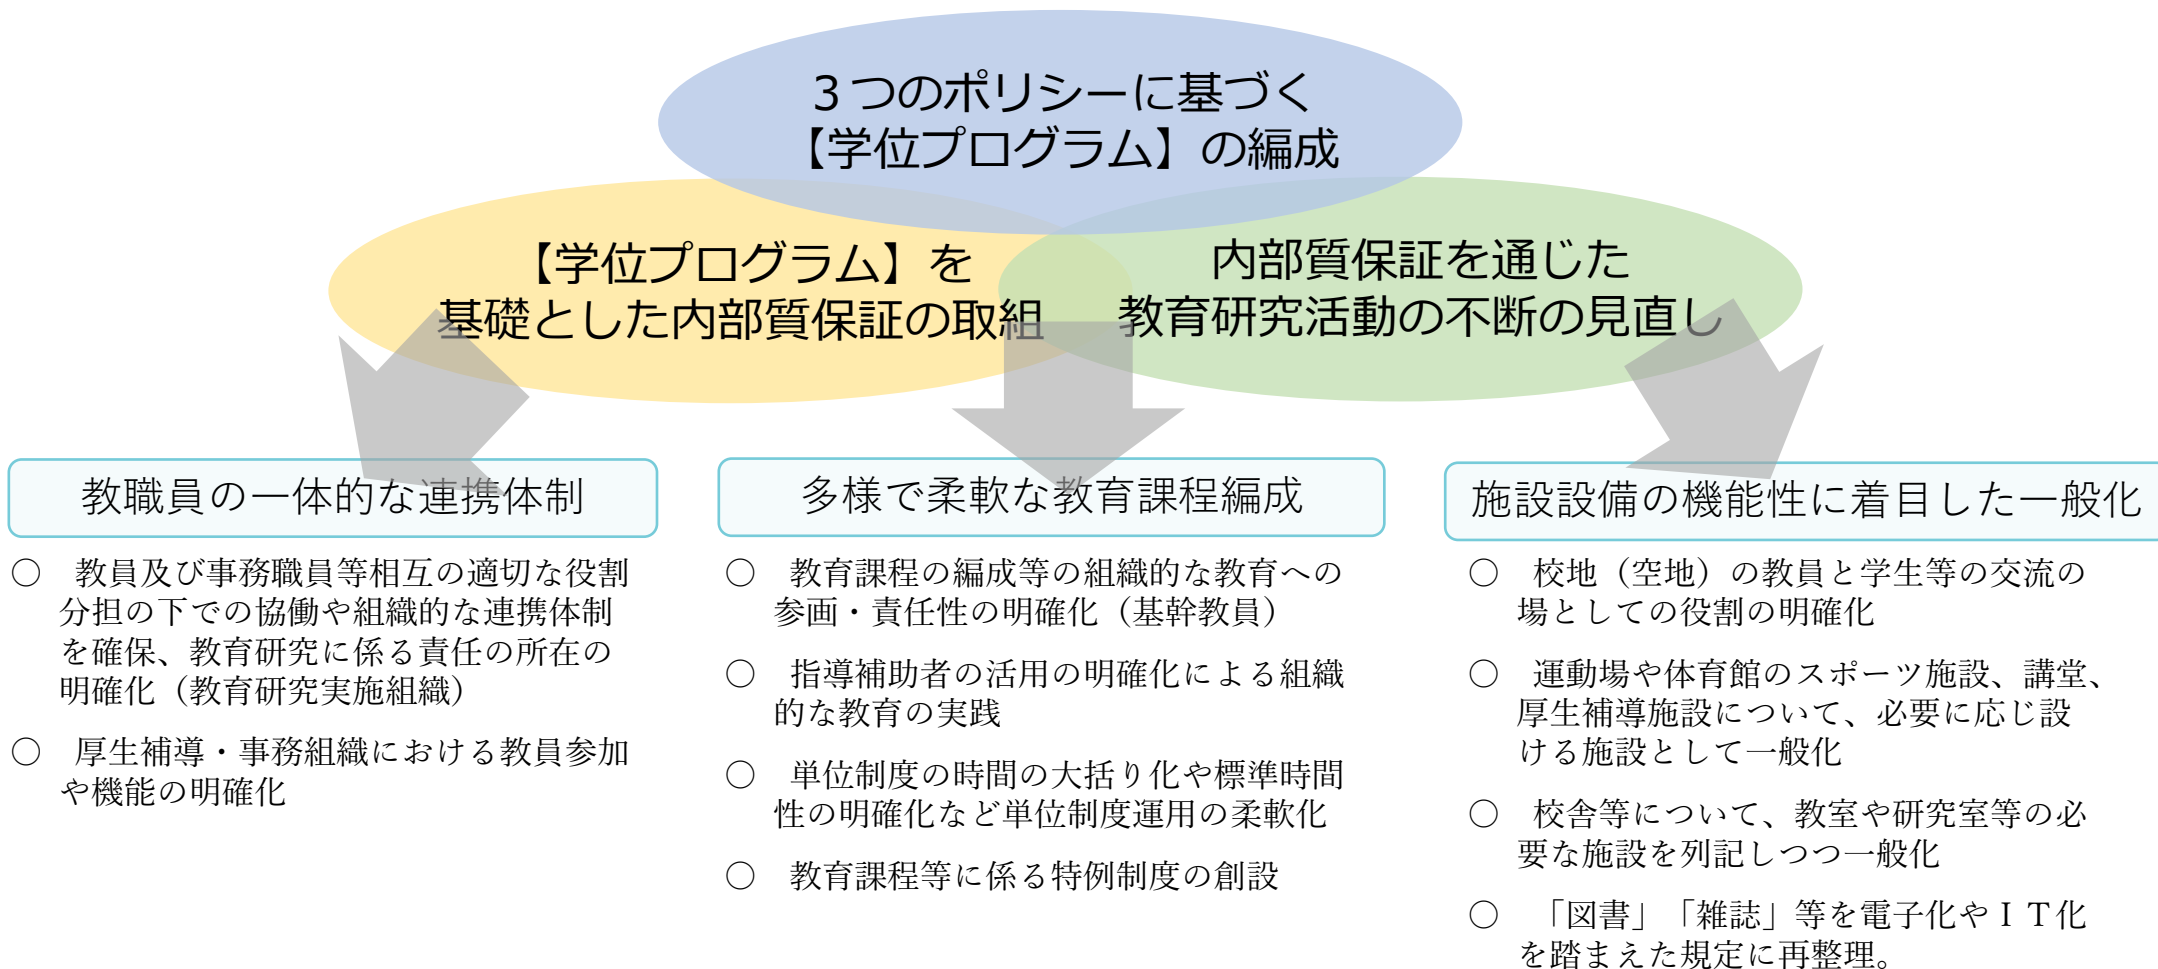 ３つのポリシーに基づく
【学位プログラム】の編成
【学位プログラム】を
基礎とした内部質保証の取組
内部質保証を通じた
教育研究活動の不断の見直し
教職員の一体的な連携体制
○　教員及び事務職員等相互の適切な役割
分担の下での協働や組織的な連携体制
を確保、教育研究に係る責任の所在の
明確化（教育研究実施組織）
○　厚生補導・事務組織における教員参加
や機能の明確化
多様で柔軟な教育課程編成
○　教育課程の編成等の組織的な教育への
参画・責任性の明確化（基幹教員）
○　指導補助者の活用の明確化による組織
的な教育の実践
○　単位制度の時間の大括り化や標準時間
性の明確化など単位制度運用の柔軟化
○　教育課程等に係る特例制度の創設
施設設備の機能性に着目した一般化
○　校地（空地）の教員と学生等の交流の
場としての役割の明確化
○　運動場や体育館のスポーツ施設、講堂、
厚生補導施設について、必要に応じ設
ける施設として一般化
○　校舎等について、教室や研究室等の必
要な施設を列記しつつ一般化
○　「図書」「雑誌」等を電子化やＩＴ化
を踏まえた規定に再整理。